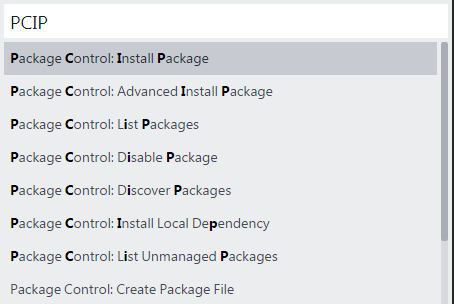 PCIP
Package Control: Install Package
Package Control: Advanced Install Package
Package Control: List Packages
Package Control: Disable Package
Package Control: Discover Packages
Package Control: Install Local Dependency
Package Control: List Unmanaged Packages
Package Control: Create Package File